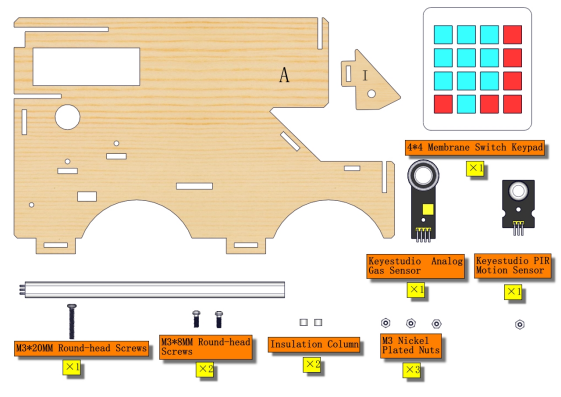 A
I
4*4 Membrane Switch Keypad
×1
Keyestudio Analog
Gas Sensor
×1
Keyestudio PIR
Motion Sensor
×1
M3*20MM Round-head Screws
×1
M3*8MM Round-head
Screws
×2
Insulation Column
×2
M3 Nickel
Plated Nuts
×3